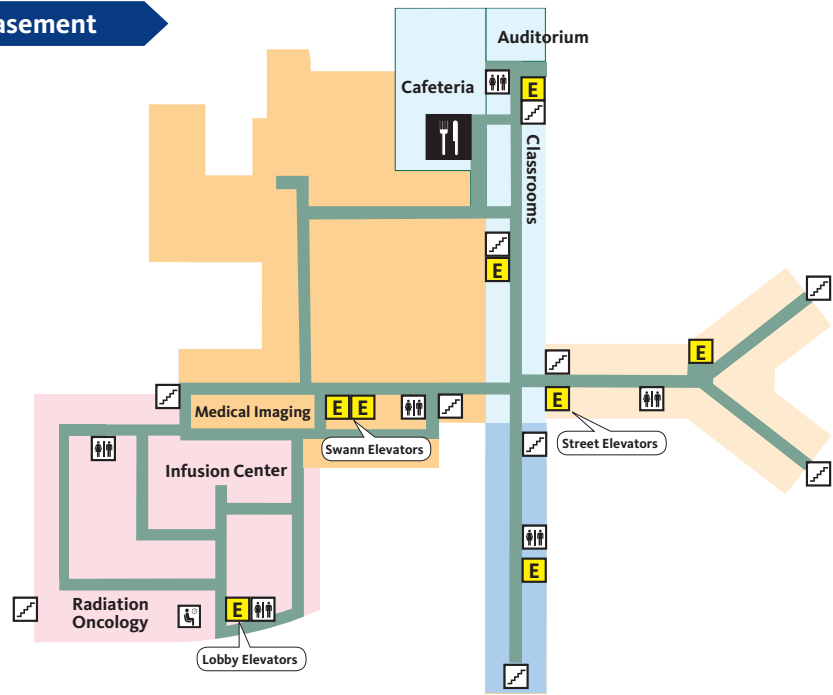 asement
Auditorium
Cafeteria
E
Classrooms
E
E
Medical Imaging
E E
E
Swann Elevators
Street Elevators
Infusion Center
E
Radiation
Oncology
E
Lobby Elevators